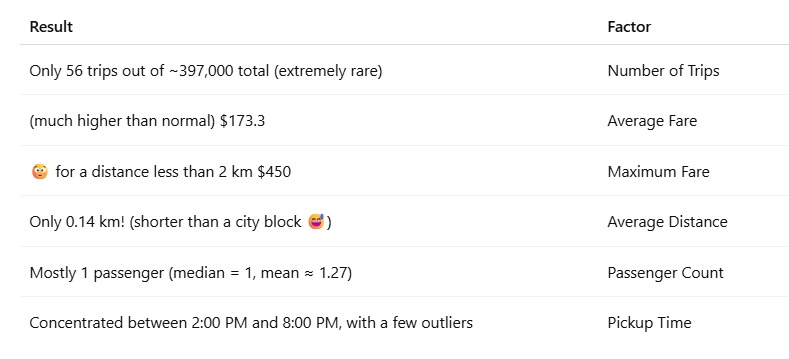 Result Factor
Only 56 trips out of ~397,000 total (extremely rare) Number of Trips
(much higher than normal) $173.3 Average Fare
😳 for a distance less than 2 km $450 Maximum Fare
Only 0.14 km! (shorter than a city block 😅) Average Distance
Mostly 1 passenger (median = 1, mean ≈ 1.27) Passenger Count
Concentrated between 2:00 PM and 8:00 PM, with a few outliers Pickup Time